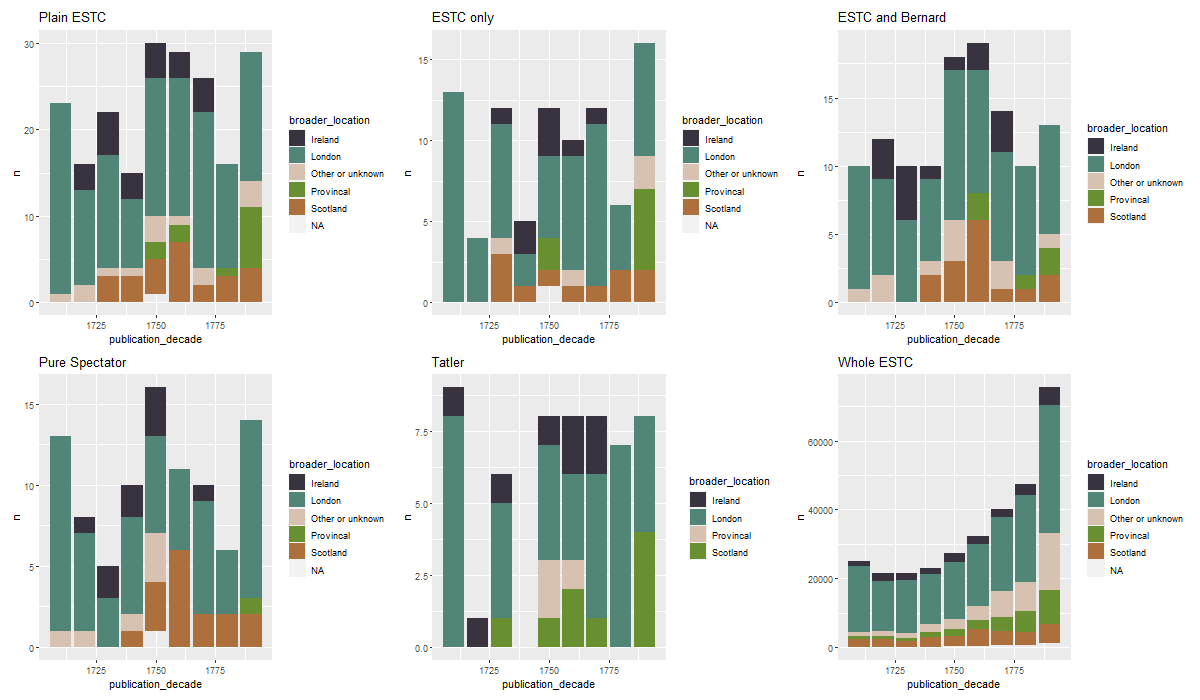 Plain ESTC
30
20
10
0
n
1725
1750
1775
publication_decade
broader_location
Ireland
London
Other or unknown
Provincal
Scotland
NA
ESTC only
15
10
5
0
n
1725
1750
1775
publication_decade
broader_location
Ireland
London
Other or unknown
Provincal
Scotland
NA
ESTC and Bernard
15
10
5
0
n
1725
1750
1775
publication_decade
broader_location
Ireland
London
Other or unknown
Provincal
Scotland
Pure Spectator
15
10
5
0
n
1725
1750
1775
publication_decade
broader_location
Ireland
London
Other or unknown
Provincal
Scotland
NA
Tatler
7.5
5.0
2.5
0.0
n
1725
1750
1775
publication_decade
broader_location
Ireland
London
Provincal
Scotland
Whole ESTC
60000
40000
20000
0
n
1725
1750
1775
publication_decade
broader_location
Ireland
London
Other or unknown
Provincal
Scotland
NA